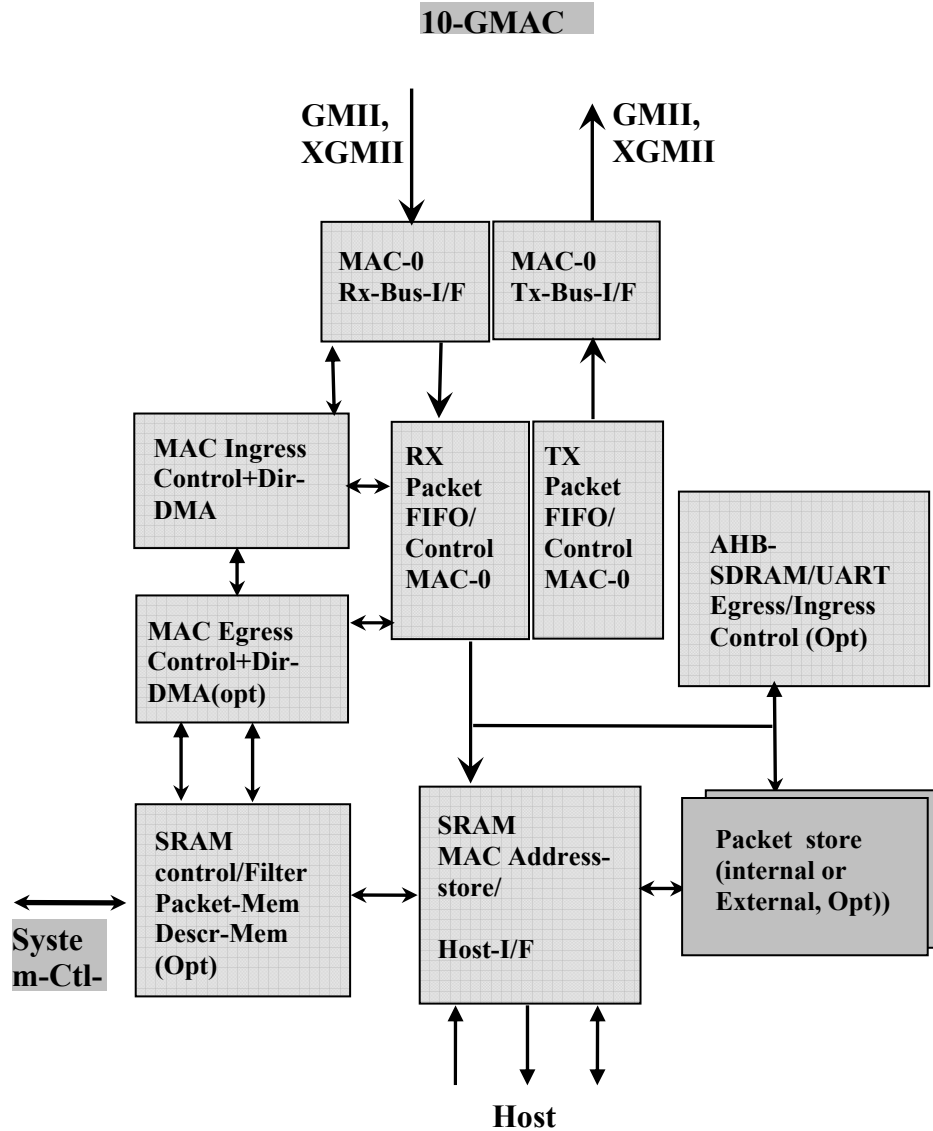 10-GMAC
GMII,
XGMII
GMII,
XGMII
MAC-0
Rx-Bus-I/F
MAC-0
Tx-Bus-I/F
MAC Ingress
Control+Dir-
DMA
RX
Packet
FIFO/
Control
MAC-0
TX
Packet
FIFO/
Control
MAC-0
AHB-
SDRAM/UART
Egress/Ingress
Control (Opt)
MAC Egress
Control+Dir-
DMA(opt)
SRAM
control/Filter
Packet-Mem
Descr-Mem
(Opt)
SRAM
MAC Address-
store/
Host-I/F
Packet store
(internal or
External, Opt))
Syste
m-Ctl-
Host